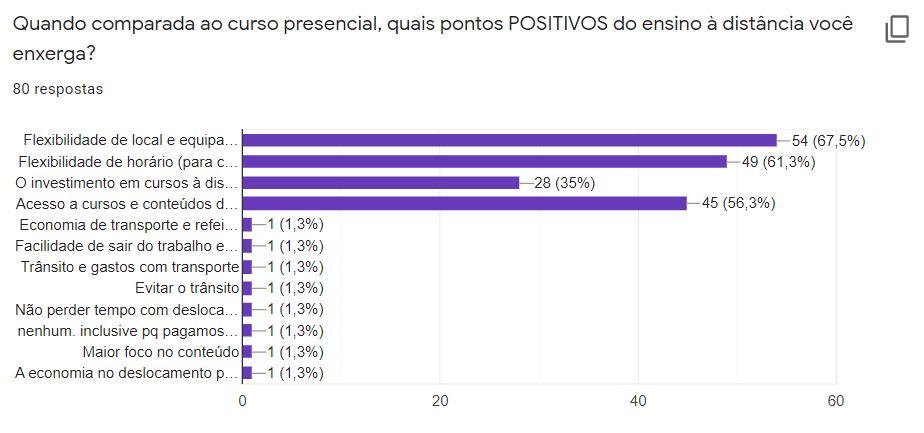 Quando comparada ao curso presencial, quais pontos POSITIVOS do ensino à distância você
enxerga?
80 respostas
Flexibilidade de local e equipa... 54 (67,5%)
Flexibilidade de horário (para c... 49 (61,3%)
O investimento em cursos à dis... 28 (35%)
Acesso a cursos e conteúdos d... 45 (56,3%)
Economia de transporte e refei... 1 (1,3%)
Facilidade de sair do trabalho e... 1 (1,3%)
Trânsito e gastos com transporte 1 (1,3%)
Evitar o trânsito 1 (1,3%)
Não perder tempo com desloca... 1 (1,3%)
nenhum. inclusive pq pagamos... 1 (1,3%)
Maior foco no conteúdo 1 (1,3%)
A economia no deslocamento p... 1 (1,3%)
0 20 40 60